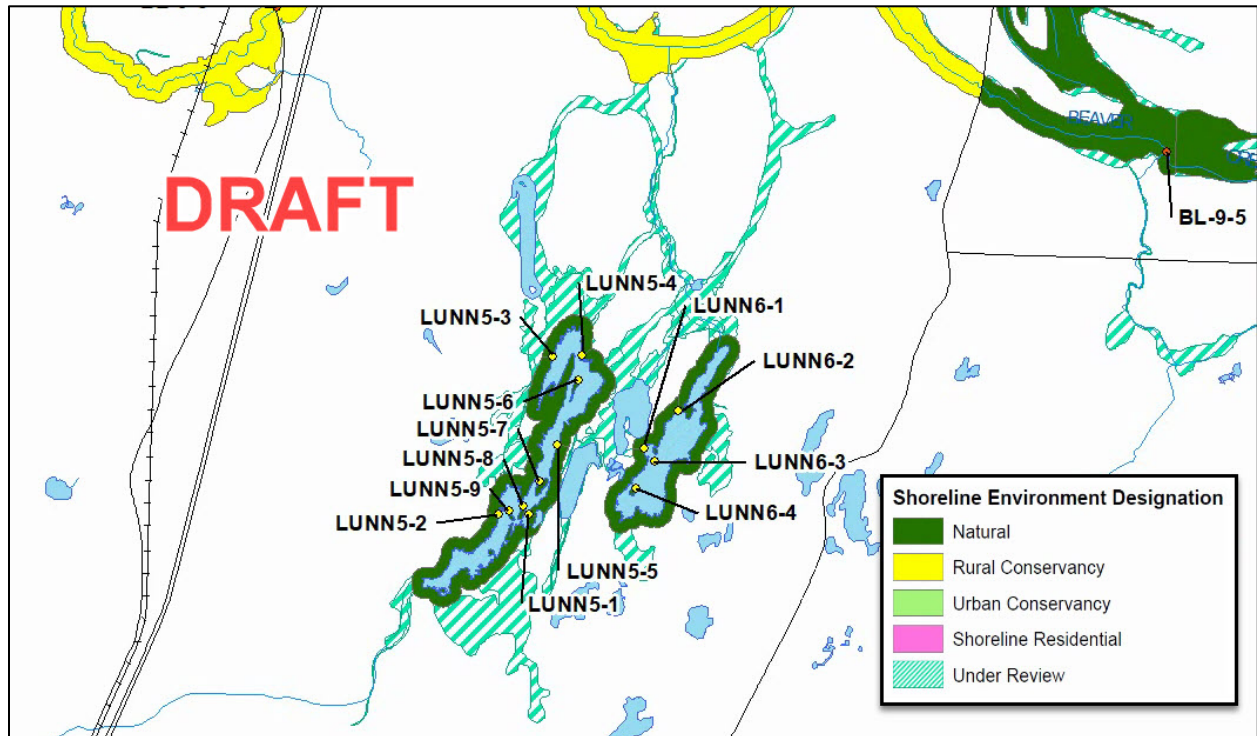 BEAVER
CRE
DRAFT
BL-9-5
LUNN5-4
LUNN6-1
LUNN5-3
LUNN6-2
LUNN5-6
LUNN5-7
LUNN5-8
LUNN6-3
LUNN5-9
LUNN6-4
LUNN5-2
LUNN5-5
LUNN5-1
Shoreline Environment Designation
Natural
Rural Conservancy
Urban Conservancy
Shoreline Residential
Under Review